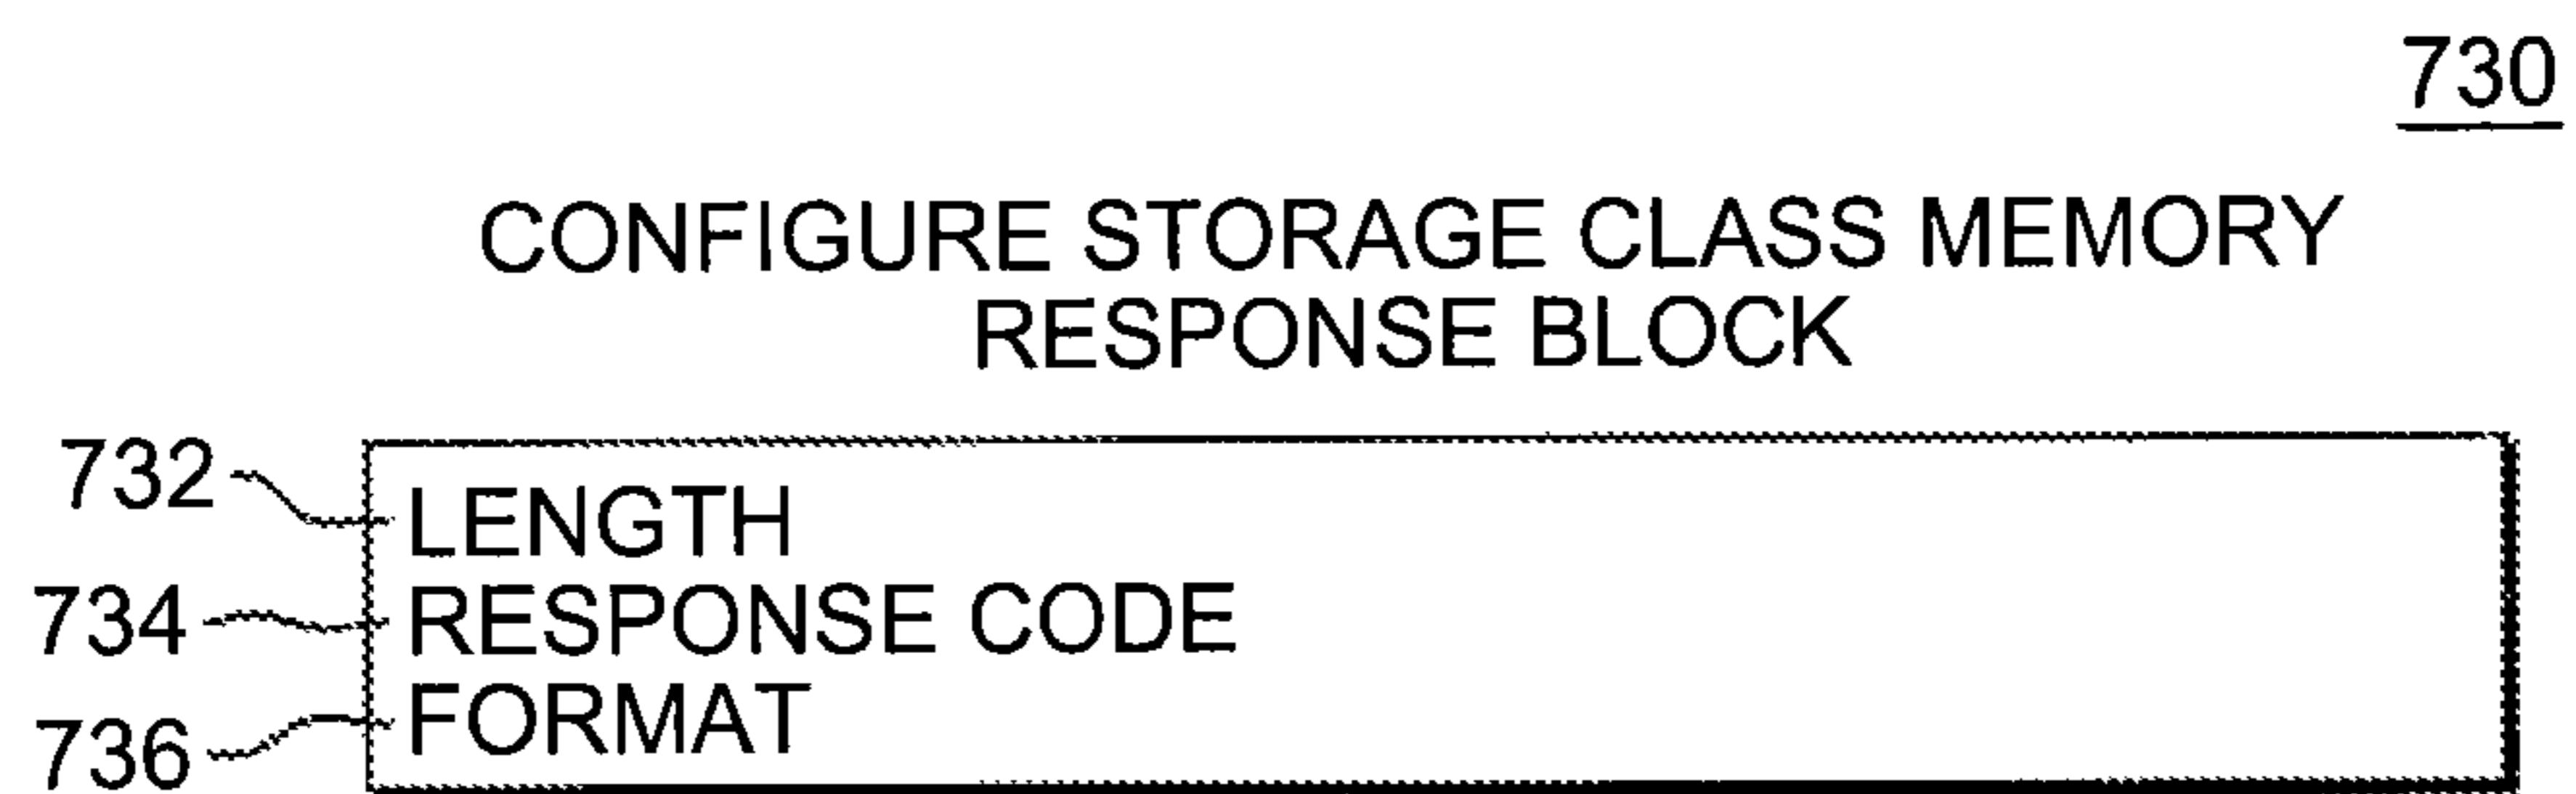 730
CONFIGURE STORAGE CLASS MEMORY
RESPONSE BLOCK
732 LENGTH
734 RESPONSE CODE
736 FORMAT